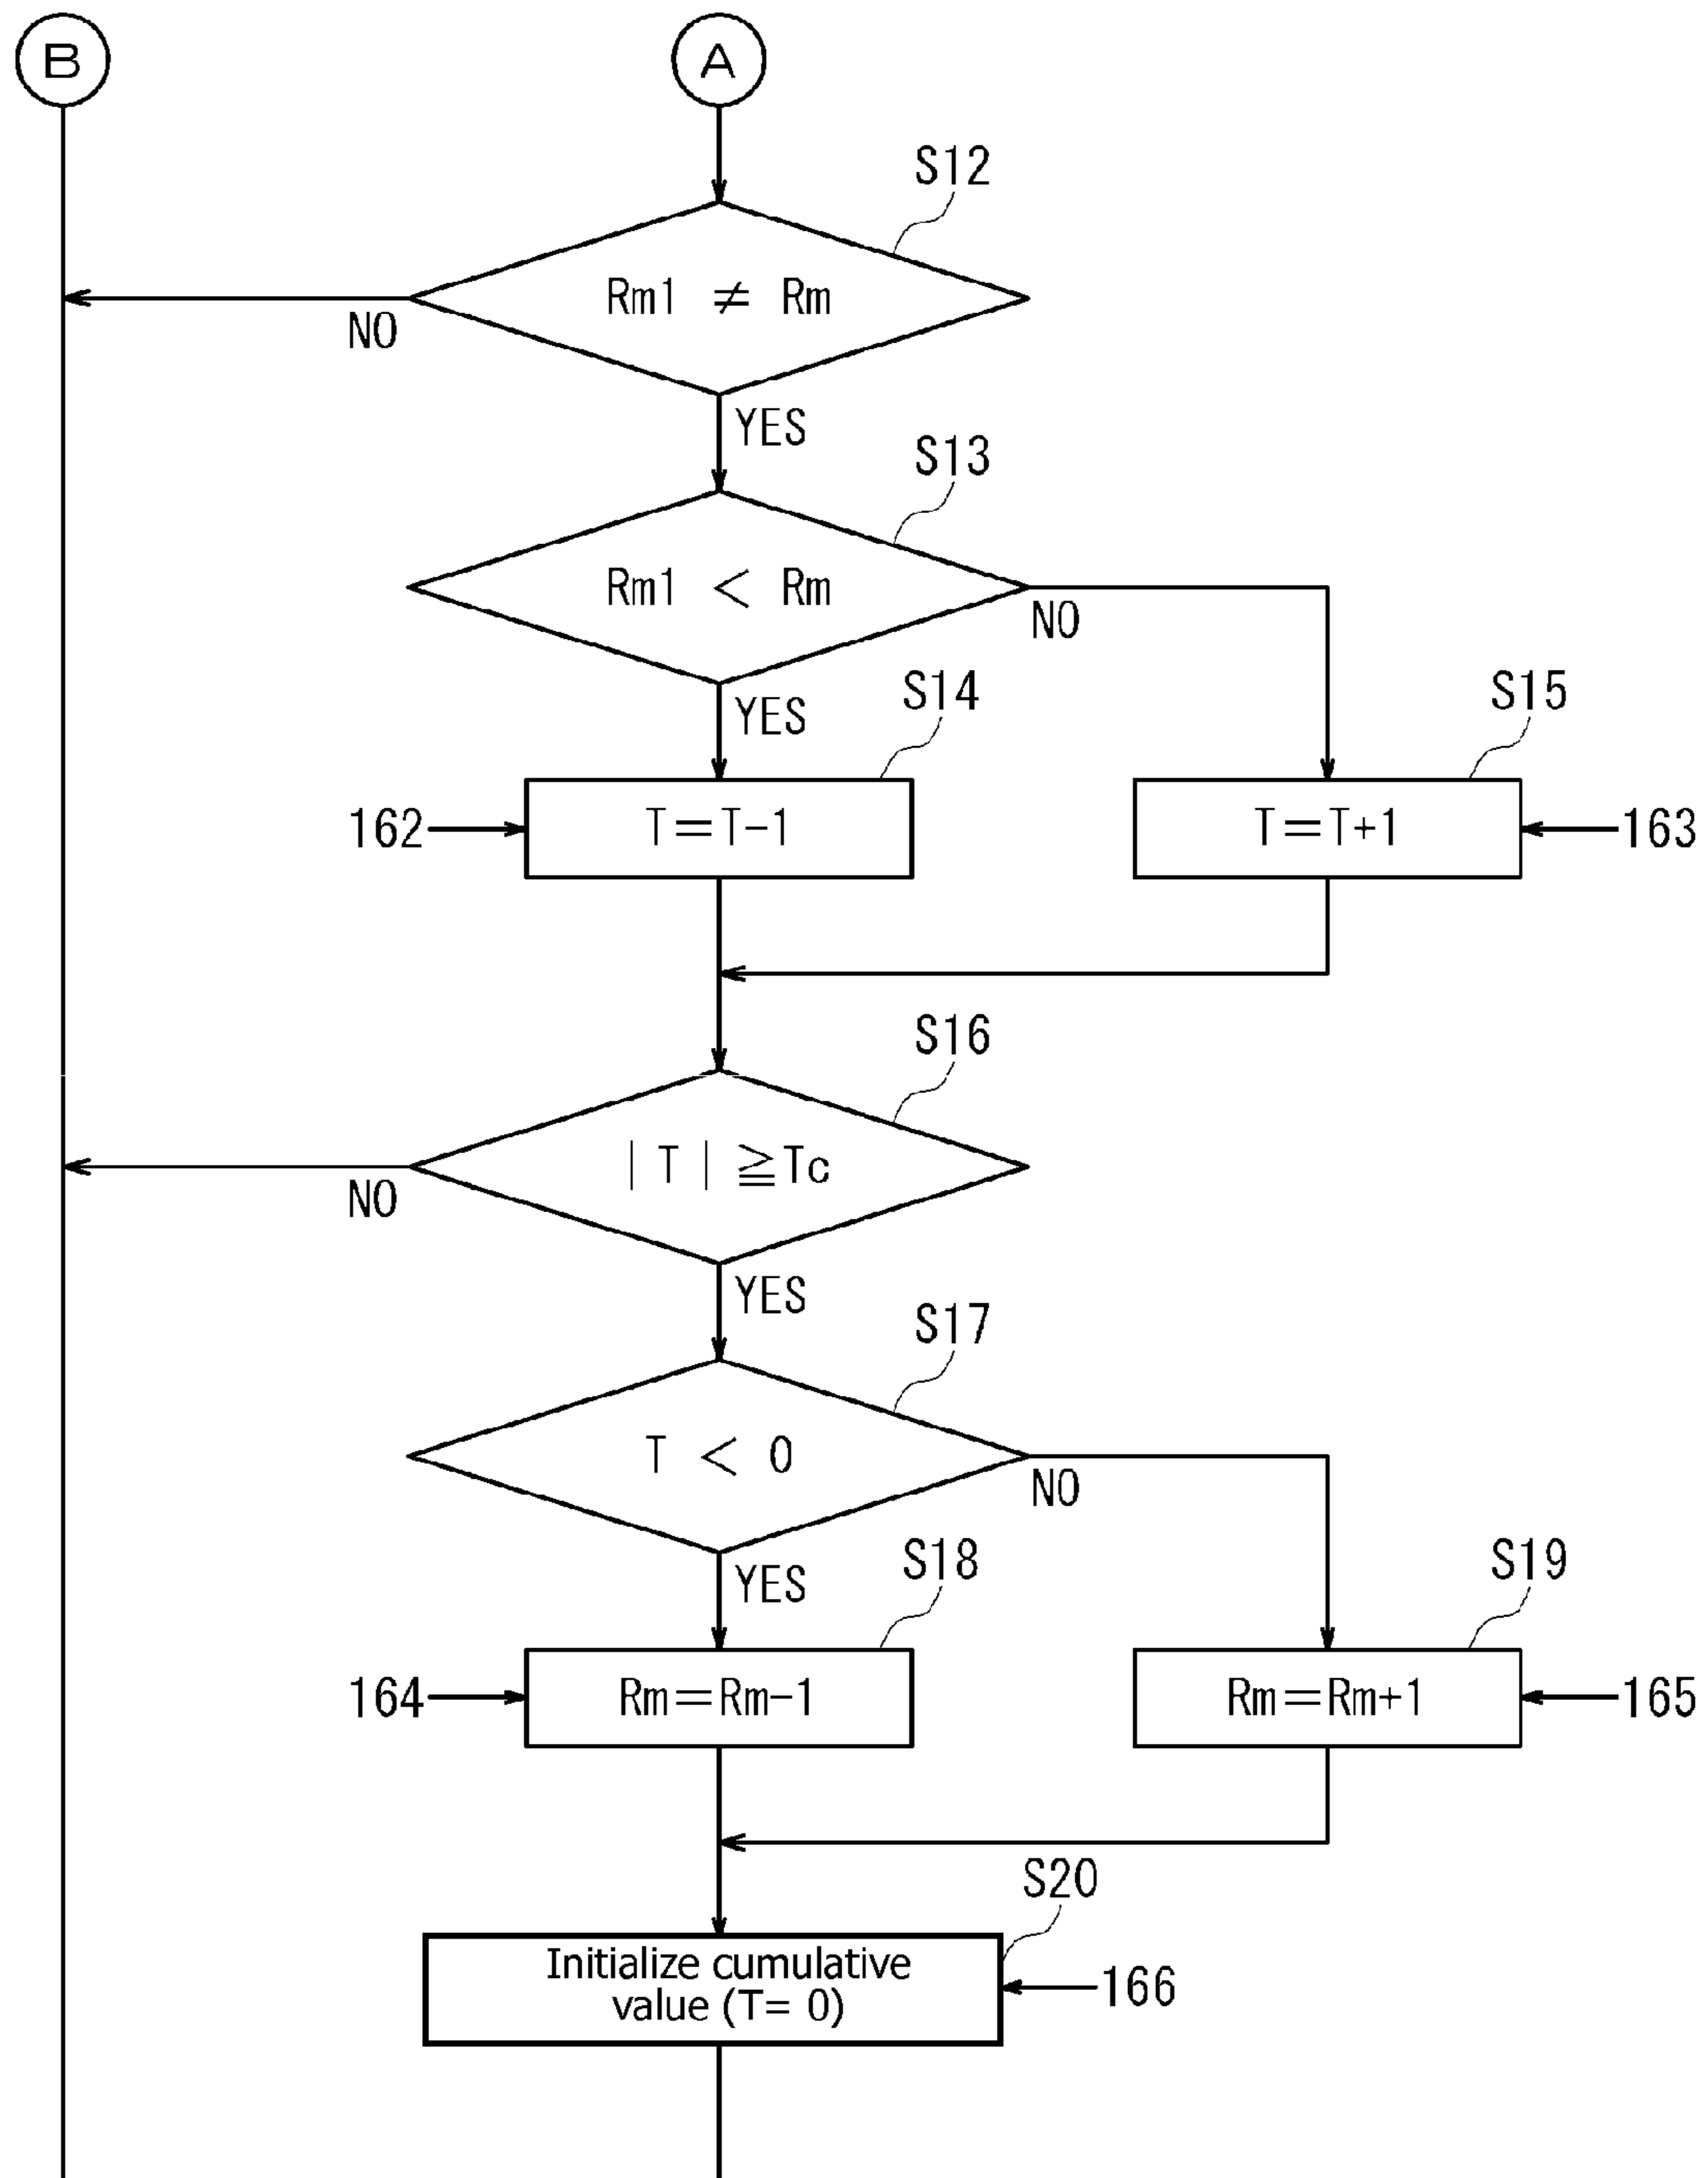 B
A
S12
Rm1 ≠ Rm
NO
YES
S13
Rm1 < Rm
NO
YES
S14
S15
162
T=T-1
T=T+1
163
S16
| T | ≧Tc
NO
YES
S17
T < 0
NO
YES
S18
S19
164
Rm=Rm-1
Rm=Rm+1
165
S20
Initialize cumulative
value (T= 0)
166